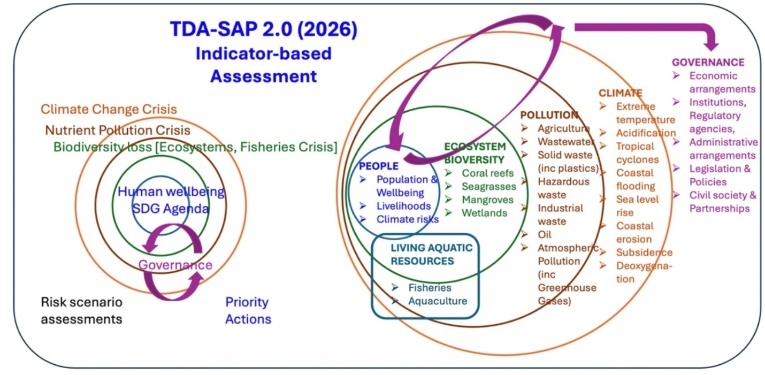 TDA-SAP 2.0 (2026)
Indicator-based
Assessment
Climate Change Crisis
Nutrient Pollution Crisis
Biodiversity loss [Ecosystems, Fisheries Crisis]
Human wellbeing
SDG Agenda
Governance
Risk scenario
assessments
Priority
Actions
PEOPLE
Population &
Wellbeing
Livelihoods
Climate risks
LIVING AQUATIC
RESOURCES
Fisheries
Aquaculture
ECOSYSTEM
BIOVERSITY
Coral reefs
Seagrasses
Mangroves
Wetlands
POLLUTION
Agriculture
Wastewater
Solid waste
(inc plastics)
Hazardous
waste
Industrial
waste
Oil
Atmospheric
Pollution
(inc
Greenhouse
Gases)
CLIMATE
Extreme
temperature
Acidification
Tropical
cyclones
Coastal
flooding
Sea level
rise
Coastal
erosion
Subsidence
Deoxygena-
tion
GOVERNANCE
Economic
arrangements
Institutions,
Regulatory
agencies,
Administrative
arrangements
Legislation &
Policies
Civil society &
Partnerships